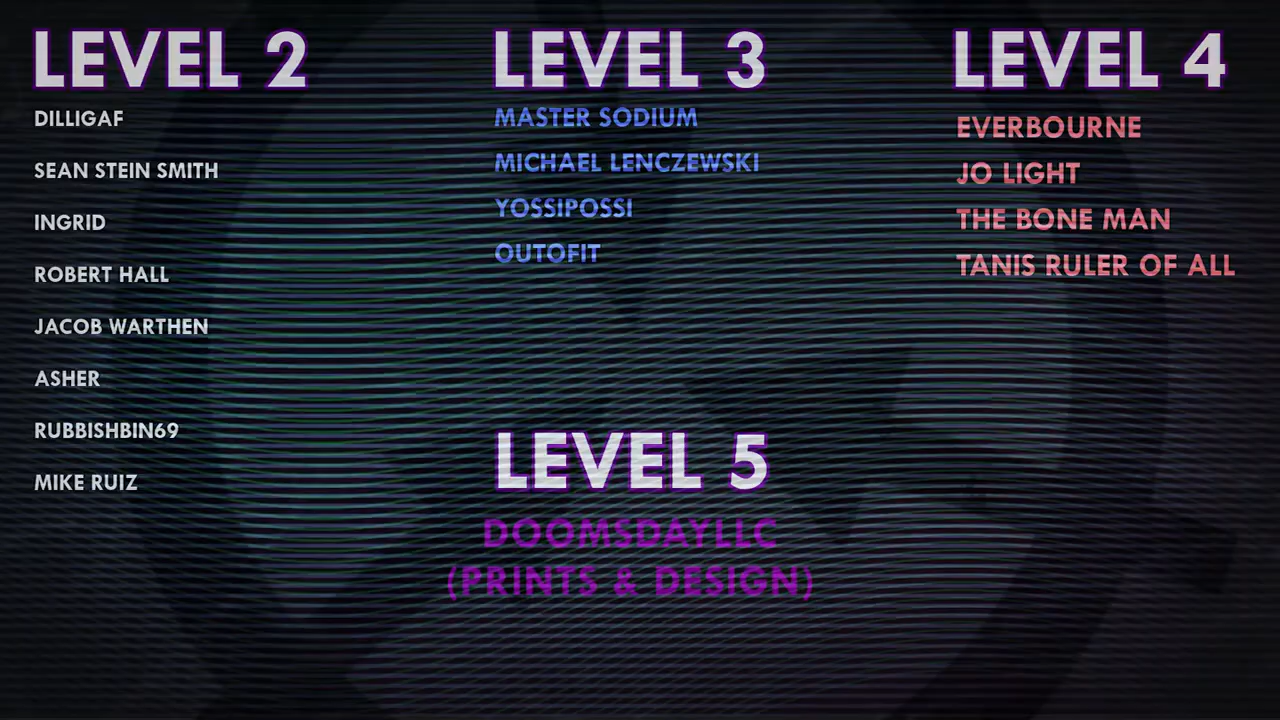 LEVEL 2
DILLIGAF
SEAN STEIN SMITH
INGRID
ROBERT HALL
JACOB WARTHEN
ASHER
RUBBISHBIN69
MIKE RUIZ
LEVEL 3
MASTER SODIUM
MICHAEL LENCZEWSKI
YOSSIPOSSI
OUTOFIT
LEVEL 4
EVERBOURNE
JO LIGHT
THE BONE MAN
TANIS RULER OF ALL
LEVEL 5
DOOMSDAYLLC
(PRINTS & DESIGN)